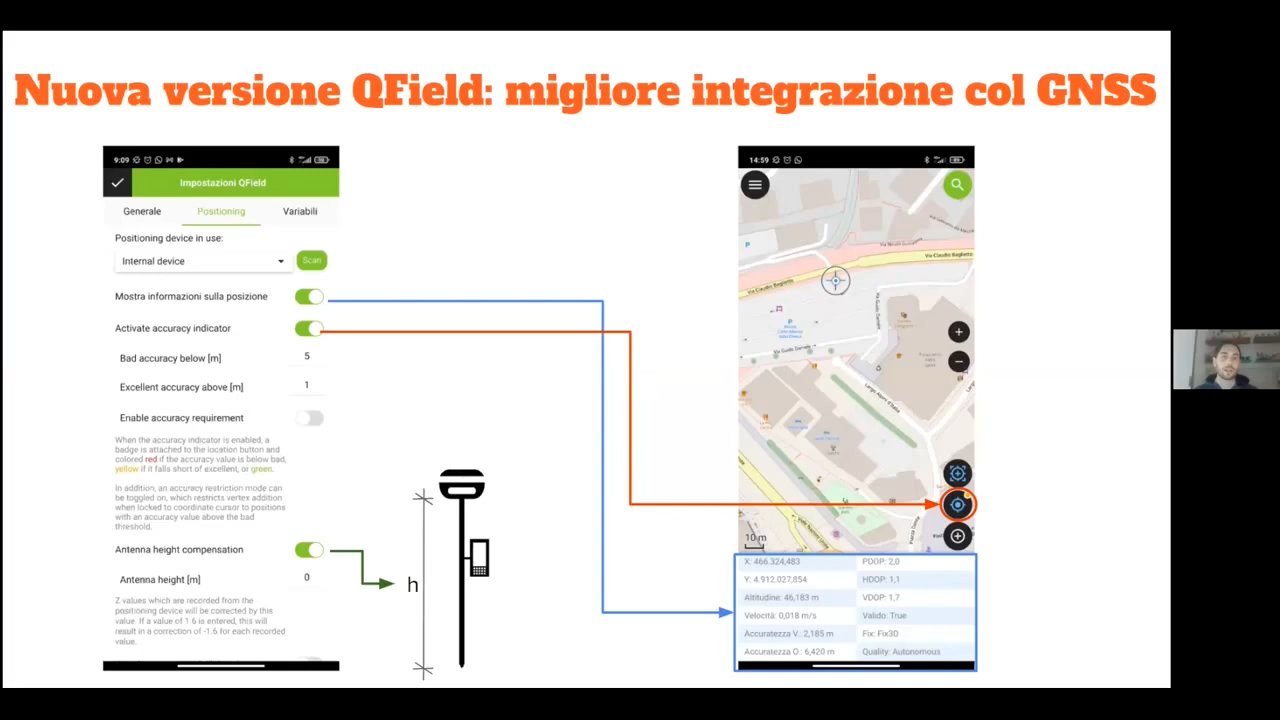 Nuova versione QField: migliore integrazione col GNSS
9:09
Impostazioni QField
Generale
Positioning
Variabili
Positioning device in use:
Internal device
Scan
Mostra informazioni sulla posizione
Activate accuracy indicator
Bad accuracy below [m]
5
Excellent accuracy above [m]
1
Enable accuracy requirement
When the accuracy indicator is enabled, a
badge is attached to the location button and
colored red if the accuracy value is below bad,
yellow if it falls short of excellent, or green.
In addition, an accuracy restriction mode can
be toggled on, which restricts vertex addition
when locked to coordinate cursor to positions
with an accuracy value above the bad
threshold.
Antenna height compensation
Antenna height [m]
0
Z values which are recorded from the
positioning device will be corrected by this
value. If a value of 1.6 is entered, this will
result in a correction of -1.6 for each recorded
value.
h
14:59
P
Via Claudio Baghetto
Via Claudio Baghetto
P
Via Guido Daniele
Largo Alpini d'Italia
10 m
X: 466.324,483
PDOP: 2,0
Y: 4.912.027,854
HDOP: 1,1
Altitudine: 46,183 m
VDOP: 1,7
Velocità: 0,018 m/s
Valido: True
Accuratezza V.: 2,185 m
Fix: Fix3D
Accuratezza O.: 6,420 m
Quality: Autonomous